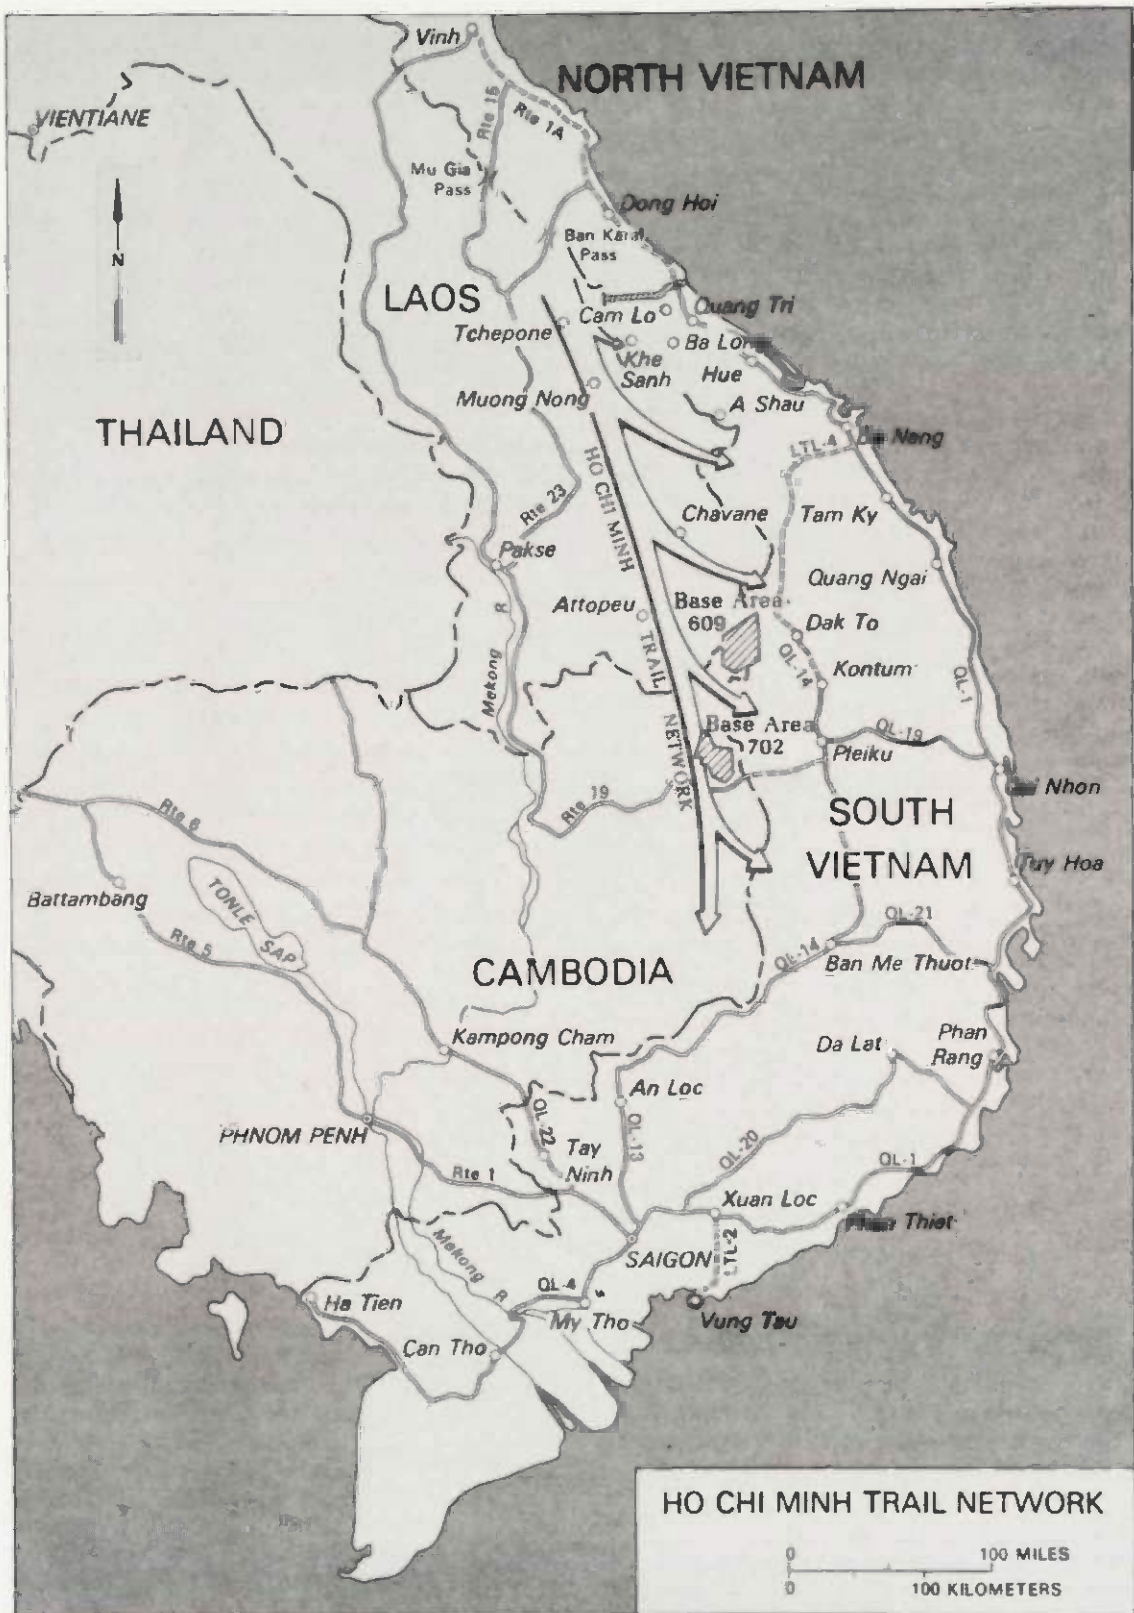 Vinh
NORTH VIETNAM
VIENTIANE
Rte 15
Rte 1A
Mu Gia
Pass
N
Dong Hoi
Ban Karai
Pass
LAOS
Cam Lo
Quang Tri
Tchepone
Khe
Sanh
Ba Lon
Hue
Muong Nong
A Shau
THAILAND
Nang
LTL-4
HO CHI MINH TRAIL NETWORK
Rte 23
Chavane
Tam Ky
Pakse
Quang Ngai
Attopeu
Base Area
609
Dak To
QL-14
Kontum
QL-1
Mekong R
Base Area
702
QL-19
Pleiku
Nhon
Rte 19
Rte 6
SOUTH
VIETNAM
Tuy Hoa
Battambang
TONLE SAP
Rte 5
QL-21
QL-14
Ban Me Thuot
CAMBODIA
Kampong Cham
Da Lat
Phan
Rang
An Loc
PHNOM PENH
QL-22
QL-13
Tay
Ninh
QL-20
Rte 1
QL-1
Xuan Loc
Thiet
SAIGON
LTL-2
Mekong R
QL-4
Ha Tien
My Tho
Vung Tau
Can Tho
HO CHI MINH TRAIL NETWORK
0 100 MILES
0 100 KILOMETERS